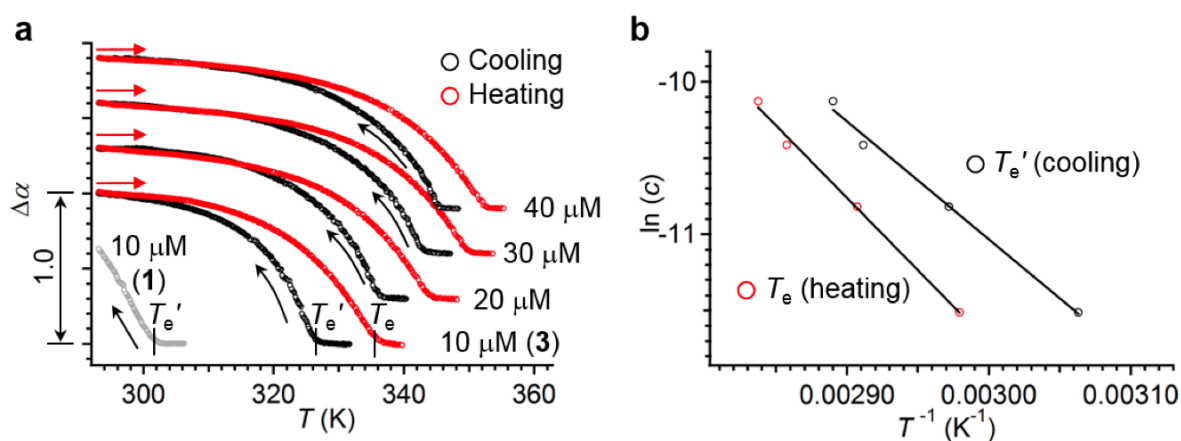 a
Cooling
Heating
Δα
1.0
40 μM
30 μM
20 μM
10 μM (3)
10 μM
(1)
Te′
Te′
Te
300
320
340
360
T (K)
b
-10
-11
ln (c)
Te′ (cooling)
Te (heating)
0.00290
0.00300
0.00310
T -1 (K-1)